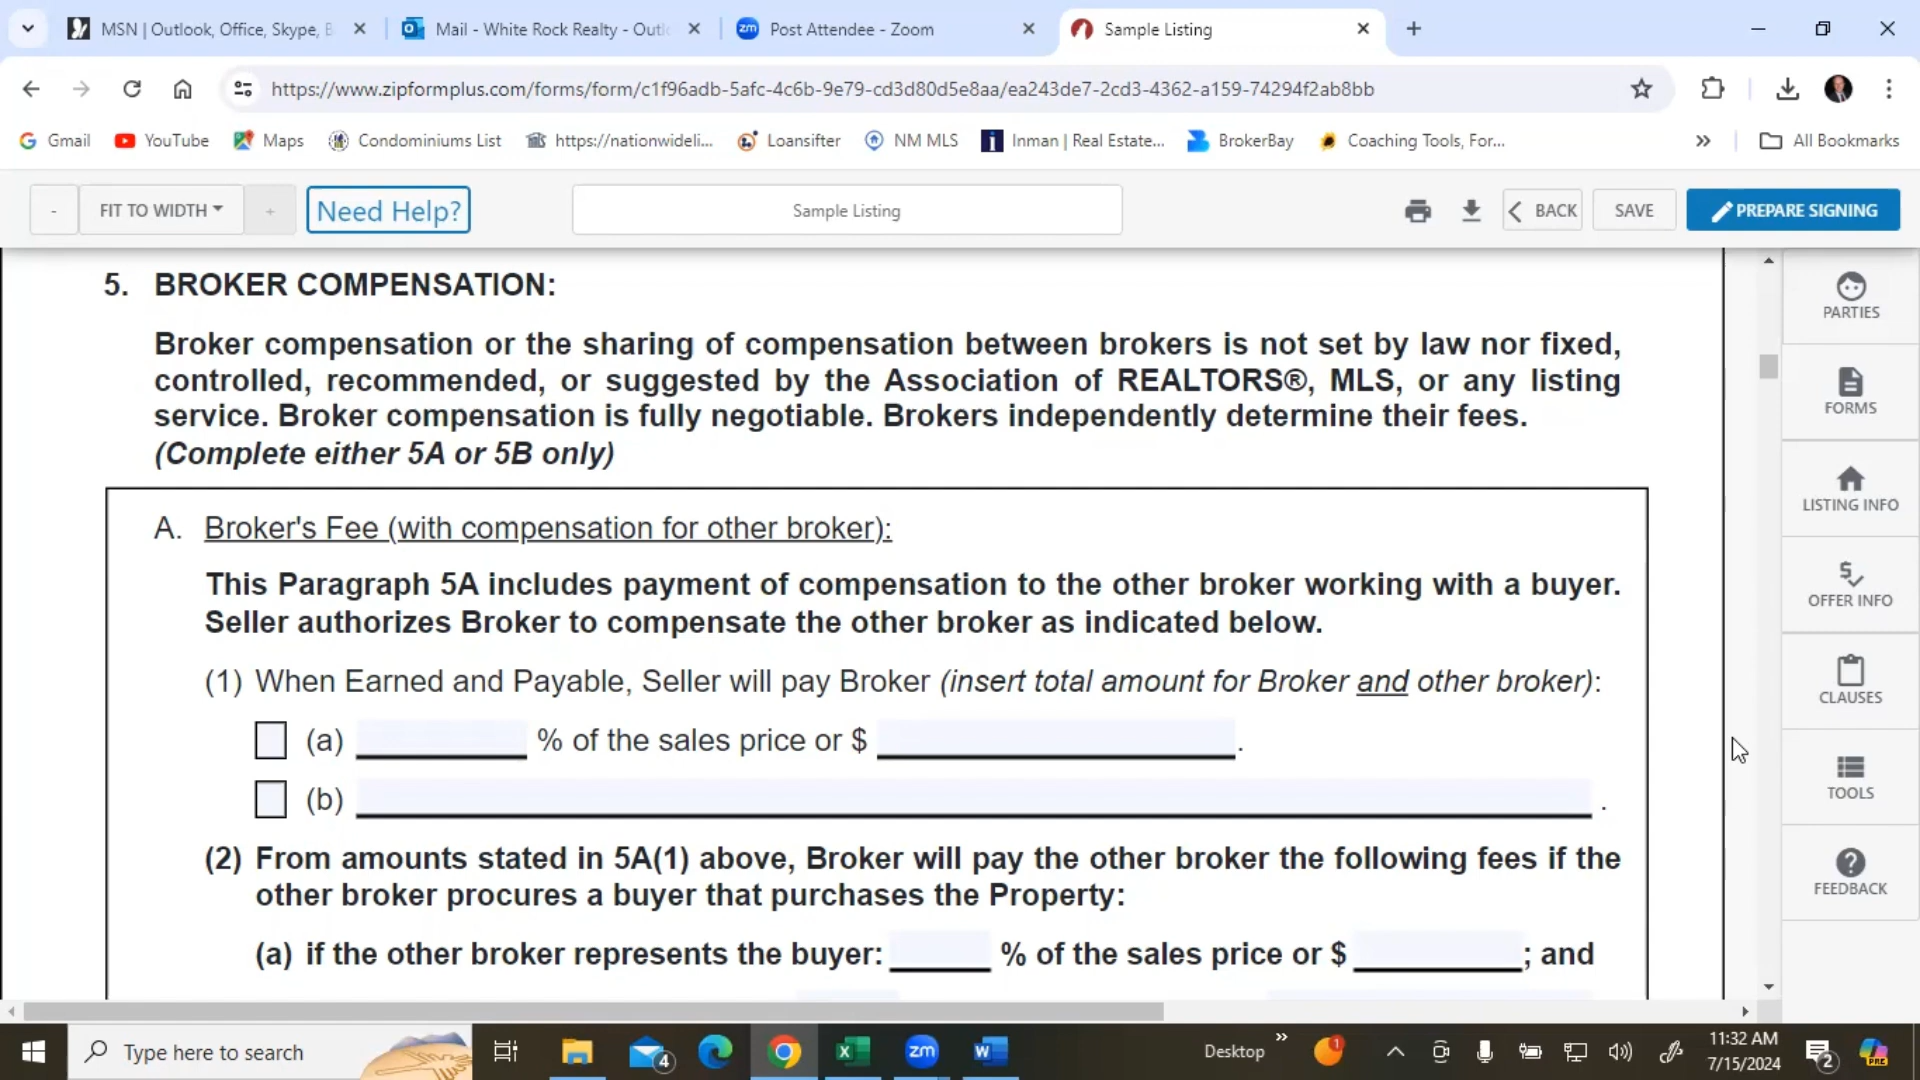 MSN | Outlook, Office, Skype, B
Mail - White Rock Realty - Outl
zm
Post Attendee - Zoom
Sample Listing
https://www.zipformplus.com/forms/form/c1f96adb-5afc-4c6b-9e79-cd3d80d5e8aa/ea243de7-2cd3-4362-a159-74294f2ab8bb
Gmail
YouTube
Maps
Condominiums List
https://nationwideli...
Loansifter
NM MLS
Inman | Real Estate...
BrokerBay
Coaching Tools, For...
All Bookmarks
- FIT TO WIDTH +
Need Help?
Sample Listing
BACK
SAVE
PREPARE SIGNING
5. BROKER COMPENSATION:
Broker compensation or the sharing of compensation between brokers is not set by law nor fixed,
controlled, recommended, or suggested by the Association of REALTORS®, MLS, or any listing
service. Broker compensation is fully negotiable. Brokers independently determine their fees.
(Complete either 5A or 5B only)
A. Broker's Fee (with compensation for other broker):
This Paragraph 5A includes payment of compensation to the other broker working with a buyer.
Seller authorizes Broker to compensate the other broker as indicated below.
(1) When Earned and Payable, Seller will pay Broker (insert total amount for Broker and other broker):
(a) % of the sales price or $ .
(b) .
(2) From amounts stated in 5A(1) above, Broker will pay the other broker the following fees if the
other broker procures a buyer that purchases the Property:
(a) if the other broker represents the buyer: % of the sales price or $ ; and
PARTIES
FORMS
LISTING INFO
OFFER INFO
CLAUSES
TOOLS
FEEDBACK
Type here to search
4
zm
Desktop
1
11:32 AM
7/15/2024
2
PRE